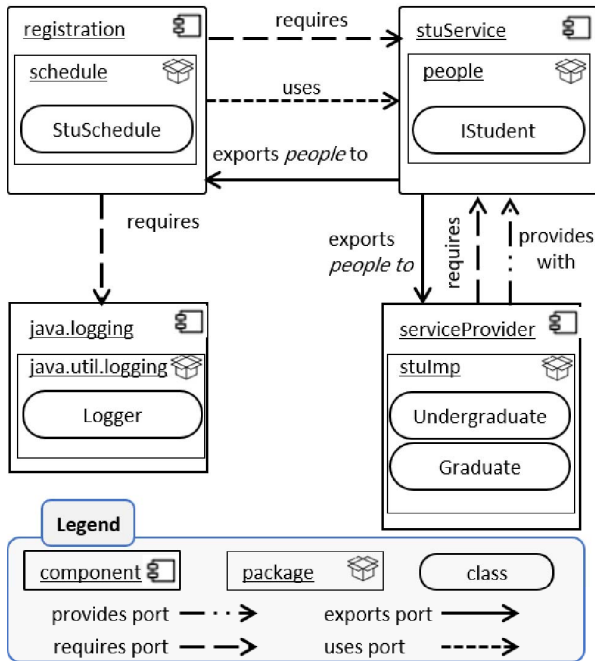 registration
schedule
StuSchedule
requires
uses
exports people to
stuService
people
IStudent
requires
exports
people to
requires
provides
with
java.logging
java.util.logging
Logger
serviceProvider
stuImp
Undergraduate
Graduate
Legend
component
package
class
provides port
exports port
requires port
uses port